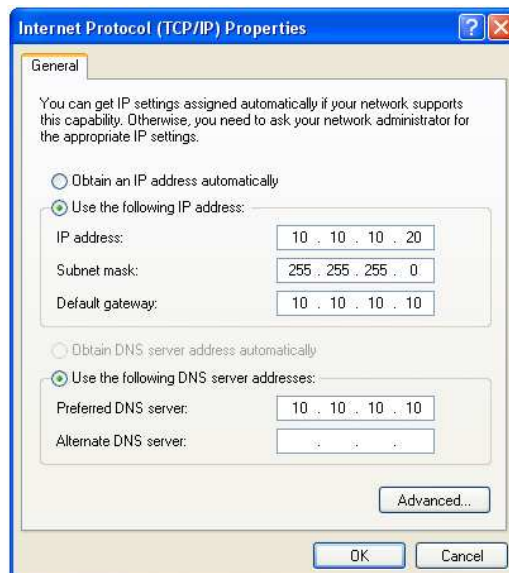 Internet Protocol (TCP/IP) Properties
General
You can get IP settings assigned automatically if your network supports
this capability. Otherwise, you need to ask your network administrator for
the appropriate IP settings.
Obtain an IP address automatically
Use the following IP address:
IP address: 10 . 10 . 10 . 20
Subnet mask: 255 . 255 . 255 . 0
Default gateway: 10 . 10 . 10 . 10
Obtain DNS server address automatically
Use the following DNS server addresses:
Preferred DNS server: 10 . 10 . 10 . 10
Alternate DNS server: . . .
Advanced...
OK Cancel